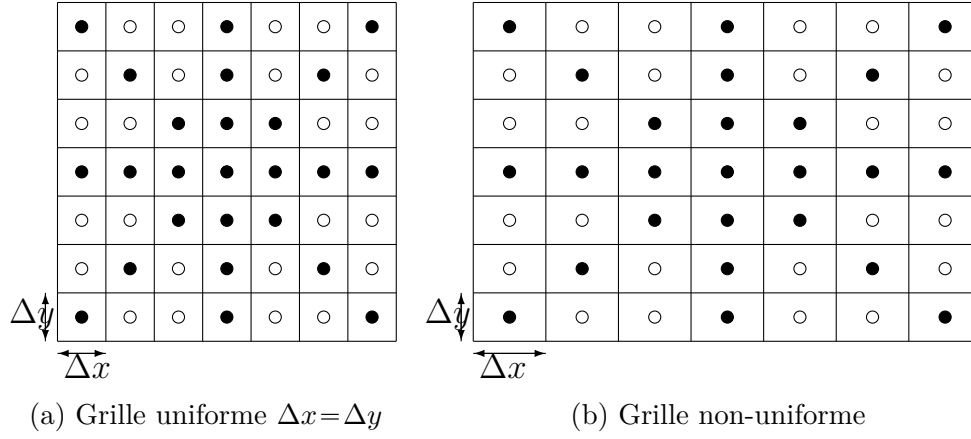 Δy
Δx
(a) Grille uniforme Δx=Δy
Δy
Δx
(b) Grille non-uniforme